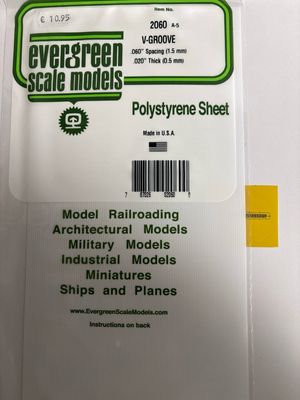 € 10.95
Item No.
2060 A-5
V-GROOVE
.060" Spacing (1.5 mm)
.020" Thick (0.5 mm)
evergreen
scale models
Polystyrene Sheet
Made in U.S.A.
Model Railroading
Architectural Models
Military Models
Industrial Models
Miniatures
Ships and Planes
www.EvergreenScaleModels.com
Instructions on back